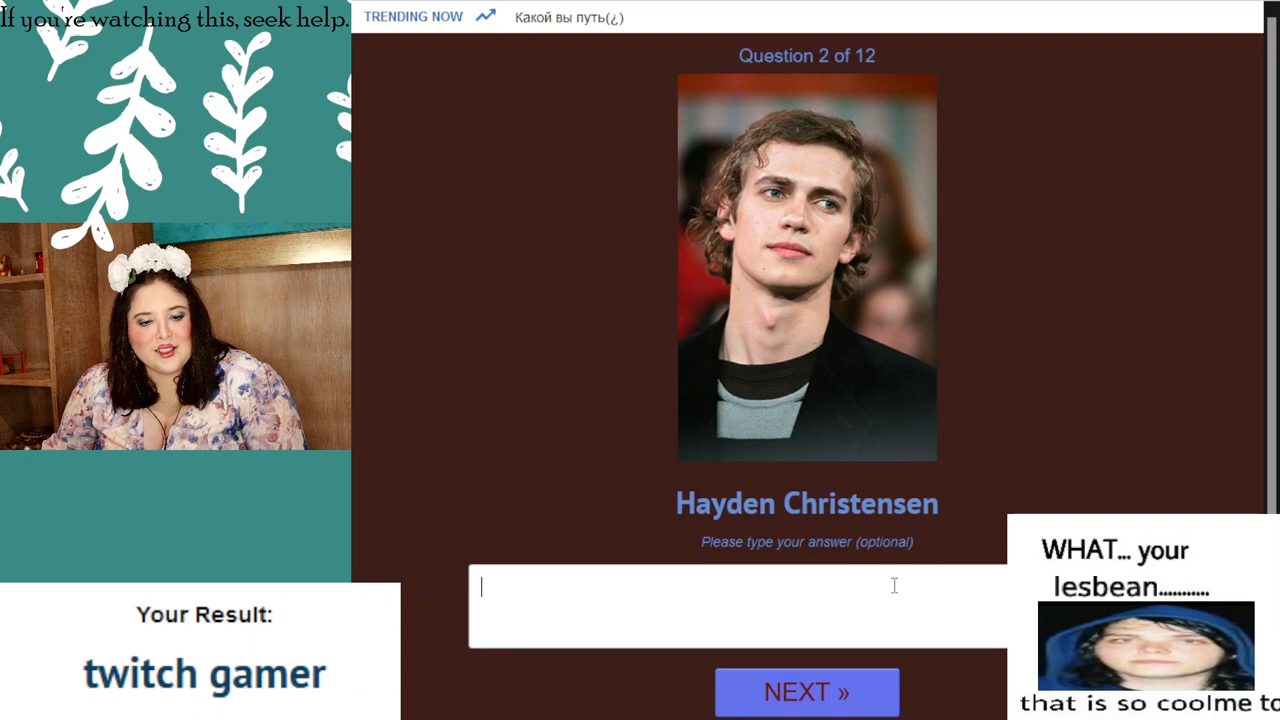 If you're watching this, seek help.
TRENDING NOW
Какой вы путь(¿)
Question 2 of 12
Hayden Christensen
Please type your answer (optional)
NEXT »
Your Result:
twitch gamer
WHAT... your
lesbean...........
that is so coolme to